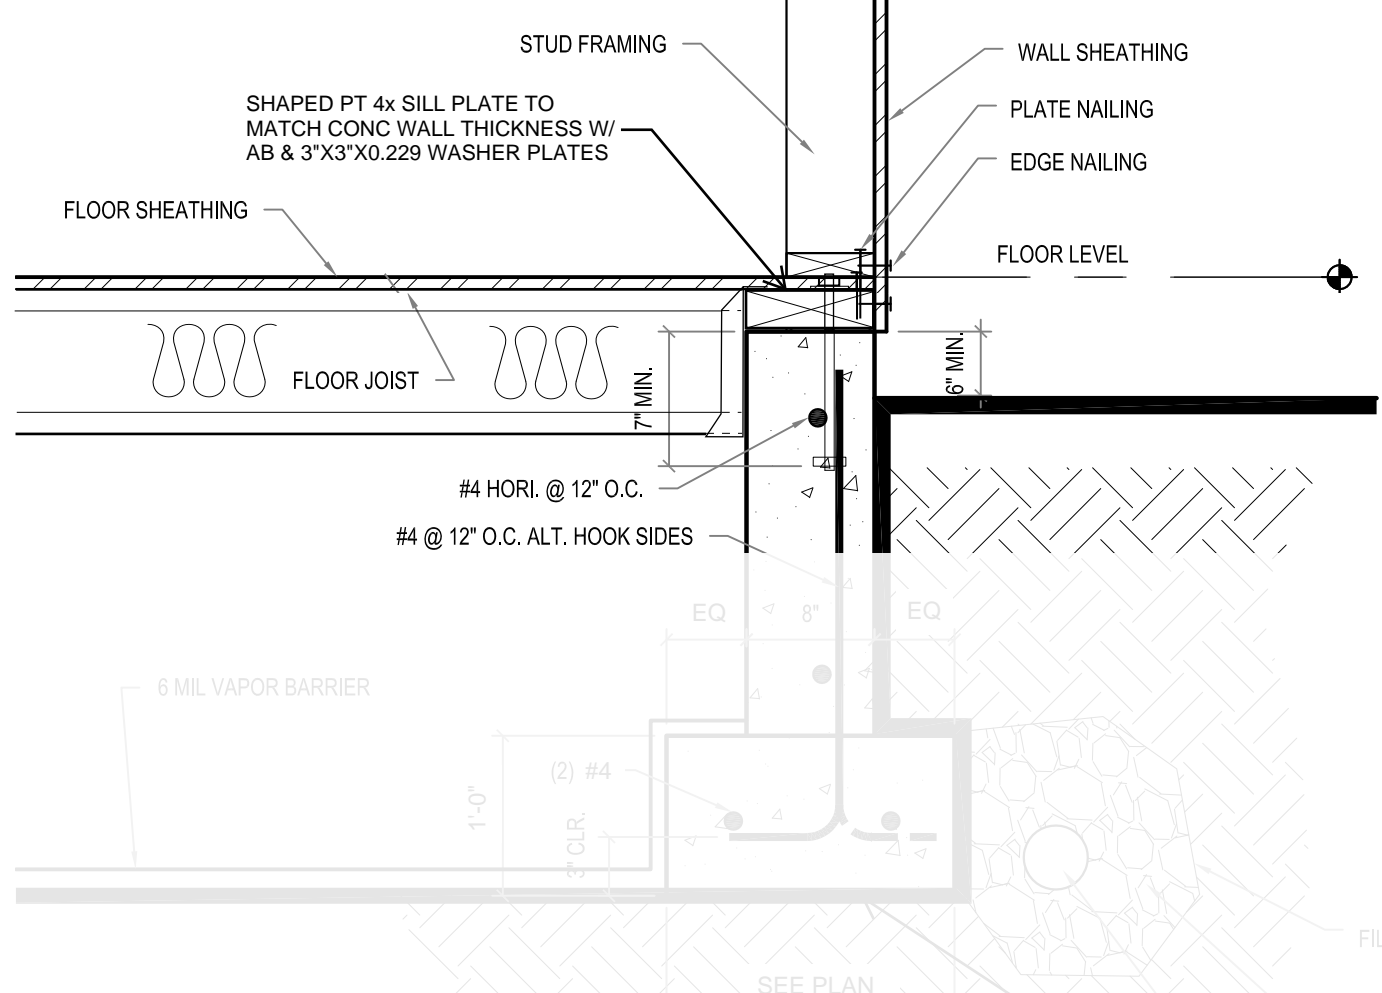 STUD FRAMING
WALL SHEATHING
SHAPED PT 4x SILL PLATE TO
MATCH CONC WALL THICKNESS W/
AB & 3"X3"X0.229 WASHER PLATES
PLATE NAILING
EDGE NAILING
FLOOR SHEATHING
FLOOR LEVEL
FLOOR JOIST
7" MIN.
6" MIN.
#4 HORI. @ 12" O.C.
#4 @ 12" O.C. ALT. HOOK SIDES
EQ
8"
EQ
6 MIL VAPOR BARRIER
(2) #4
1'-0"
3" CLR.
FIL
SEE PLAN